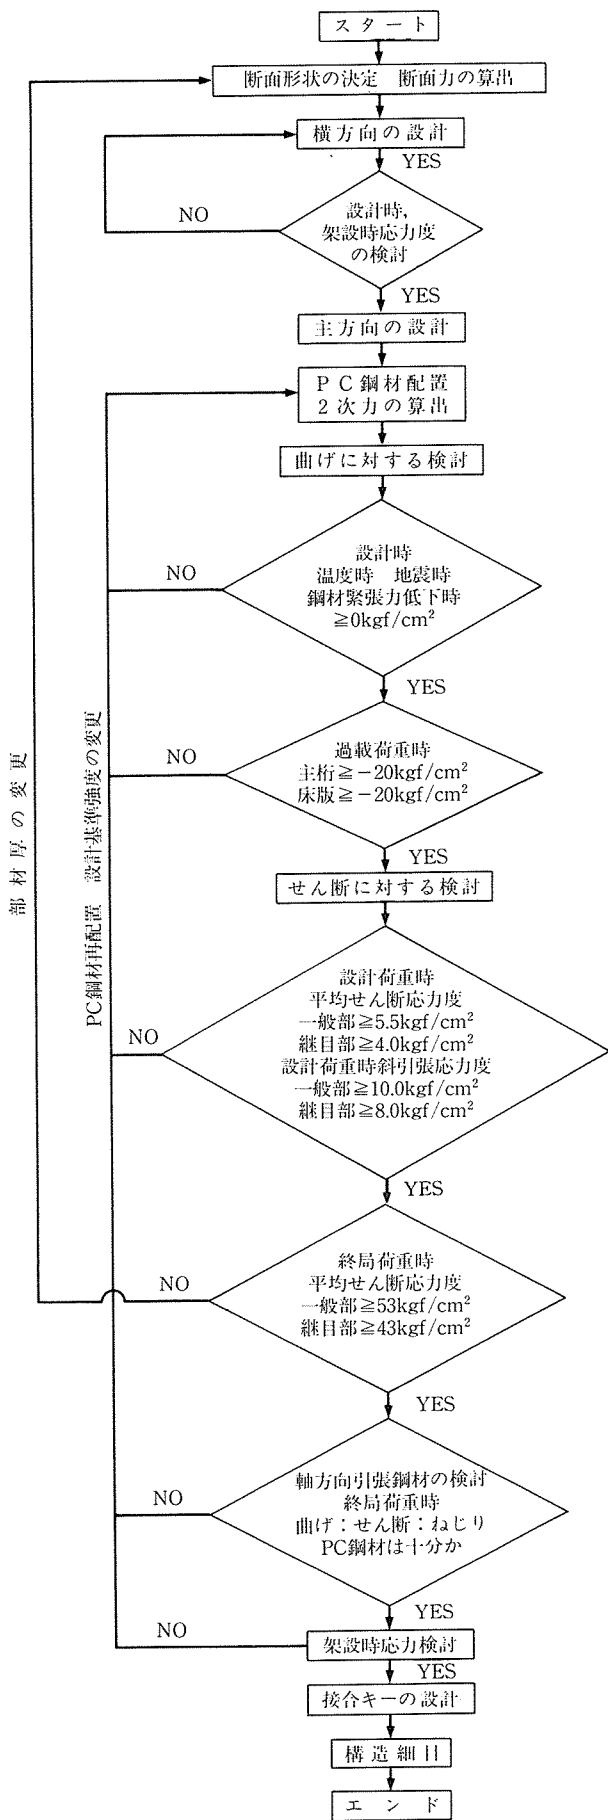 スタート
断面形状の決定 断面力の算出
横方向の設計
YES
NO
設計時,
架設時応力度
の検討
YES
主方向の設計
PC鋼材配置
2次力の算出
曲げに対する検討
NO
設計時
温度時 地震時
鋼材緊張力低下時
≧0kgf/cm²
YES
NO
過載荷重時
主桁≧−20kgf/cm²
床版≧−20kgf/cm²
YES
せん断に対する検討
部材厚の変更
PC鋼材再配置 設計基準強度の変更
NO
設計荷重時
平均せん断応力度
一般部≧5.5kgf/cm²
継目部≧4.0kgf/cm²
設計荷重時斜引張応力度
一般部≧10.0kgf/cm²
継目部≧8.0kgf/cm²
YES
NO
終局荷重時
平均せん断応力度
一般部≧53kgf/cm²
継目部≧43kgf/cm²
YES
NO
軸方向引張鋼材の検討
終局荷重時
曲げ：せん断：ねじり
PC鋼材は十分か
YES
NO
架設時応力検討
YES
接合キーの設計
構造細目
エンド